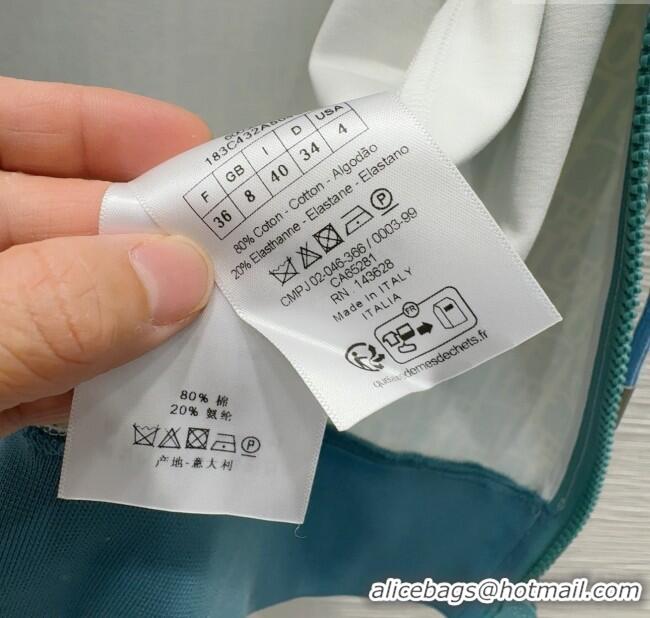 183C432A
F GB I D USA
36 8 40 34 4
80% Coton - Cotton - Algodão
20% Elasthanne - Elastane - Elastano
CMPJ 02-046-366 / 0003-99
CA65281
RN : 143628
Made in ITALY
ITALIA
FR
80% 棉
20% 氨纶
P
产地-意大利
alicebags@hotmail.com